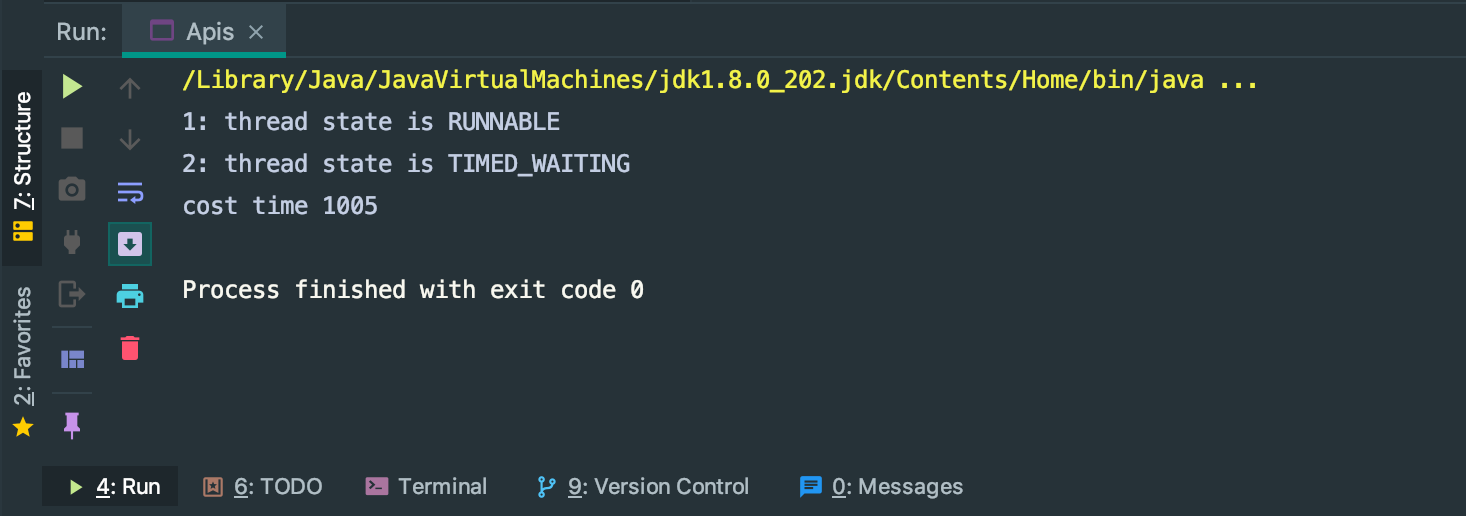 Run: Apis
/Library/Java/JavaVirtualMachines/jdk1.8.0_202.jdk/Contents/Home/bin/java ...
1: thread state is RUNNABLE
2: thread state is TIMED_WAITING
cost time 1005
Process finished with exit code 0
7: Structure
2: Favorites
4: Run 6: TODO Terminal 9: Version Control 0: Messages